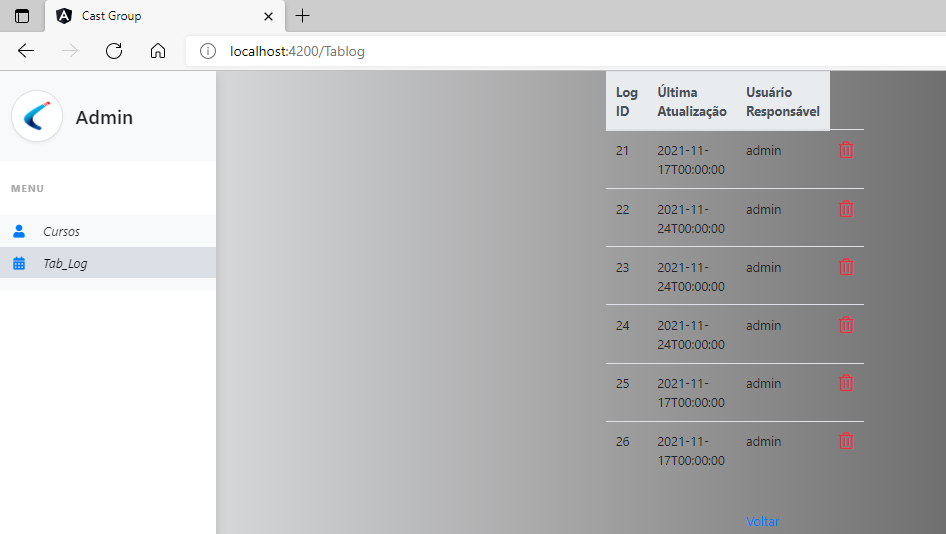 Cast Group
localhost:4200/Tablog
Admin
MENU
Cursos
Tab_Log
Log ID Última Atualização Usuário Responsável
21 2021-11-17T00:00:00 admin
22 2021-11-24T00:00:00 admin
23 2021-11-24T00:00:00 admin
24 2021-11-24T00:00:00 admin
25 2021-11-17T00:00:00 admin
26 2021-11-17T00:00:00 admin
Voltar